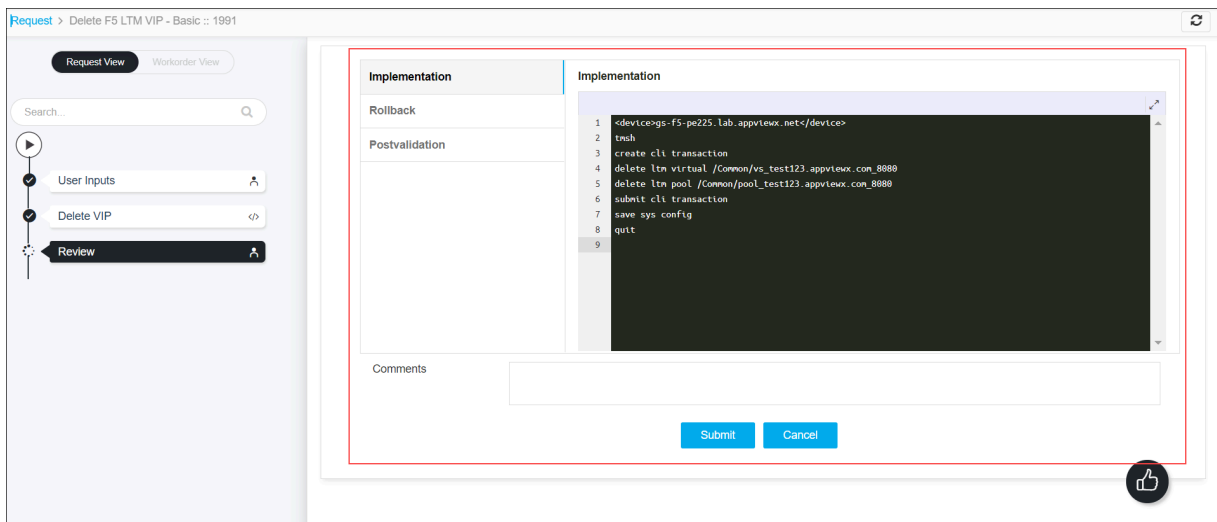 Request > Delete F5 LTM VIP - Basic :: 1991
Request View
Workorder View
Search...
User Inputs
Delete VIP
</>
Review
Implementation
Rollback
Postvalidation
Implementation
1 <device>gs-f5-pe225.lab.appviewx.net</device>
2 tmsh
3 create cli transaction
4 delete ltm virtual /Common/vs_test123.appviewx.com_8080
5 delete ltm pool /Common/pool_test123.appviewx.com_8080
6 submit cli transaction
7 save sys config
8 quit
9
Comments
Submit
Cancel